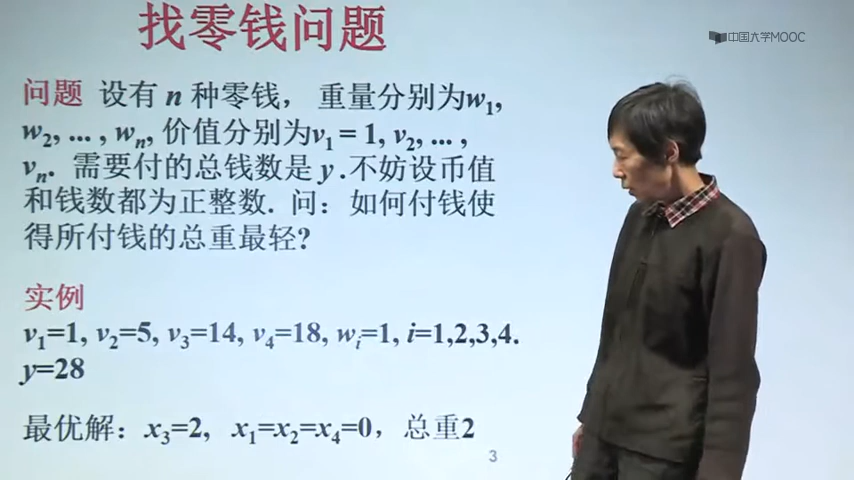 找零钱问题
中国大学MOOC
问题 设有 n 种零钱， 重量分别为w₁,
w₂, ... , wₙ, 价值分别为v₁ = 1, v₂, ... ,
vₙ. 需要付的总钱数是 y .不妨设币值
和钱数都为正整数. 问：如何付钱使
得所付钱的总重最轻?
实例
v₁=1, v₂=5, v₃=14, v₄=18, wᵢ=1, i=1,2,3,4.
y=28
最优解：x₃=2, x₁=x₂=x₄=0，总重2
3